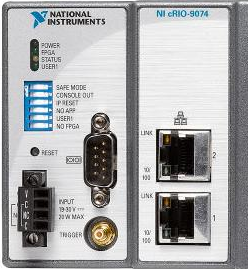 NATIONAL
INSTRUMENTS
NI cRIO-9074
POWER
FPGA
STATUS
USER1
SAFE MODE
CONSOLE OUT
IP RESET
NO APP
USER1
NO FPGA
RESET
LINK
10/
100
2
INPUT
19-30 V
20 W MAX
V
C
NC
C
TRIGGER
LINK
10/
100
1